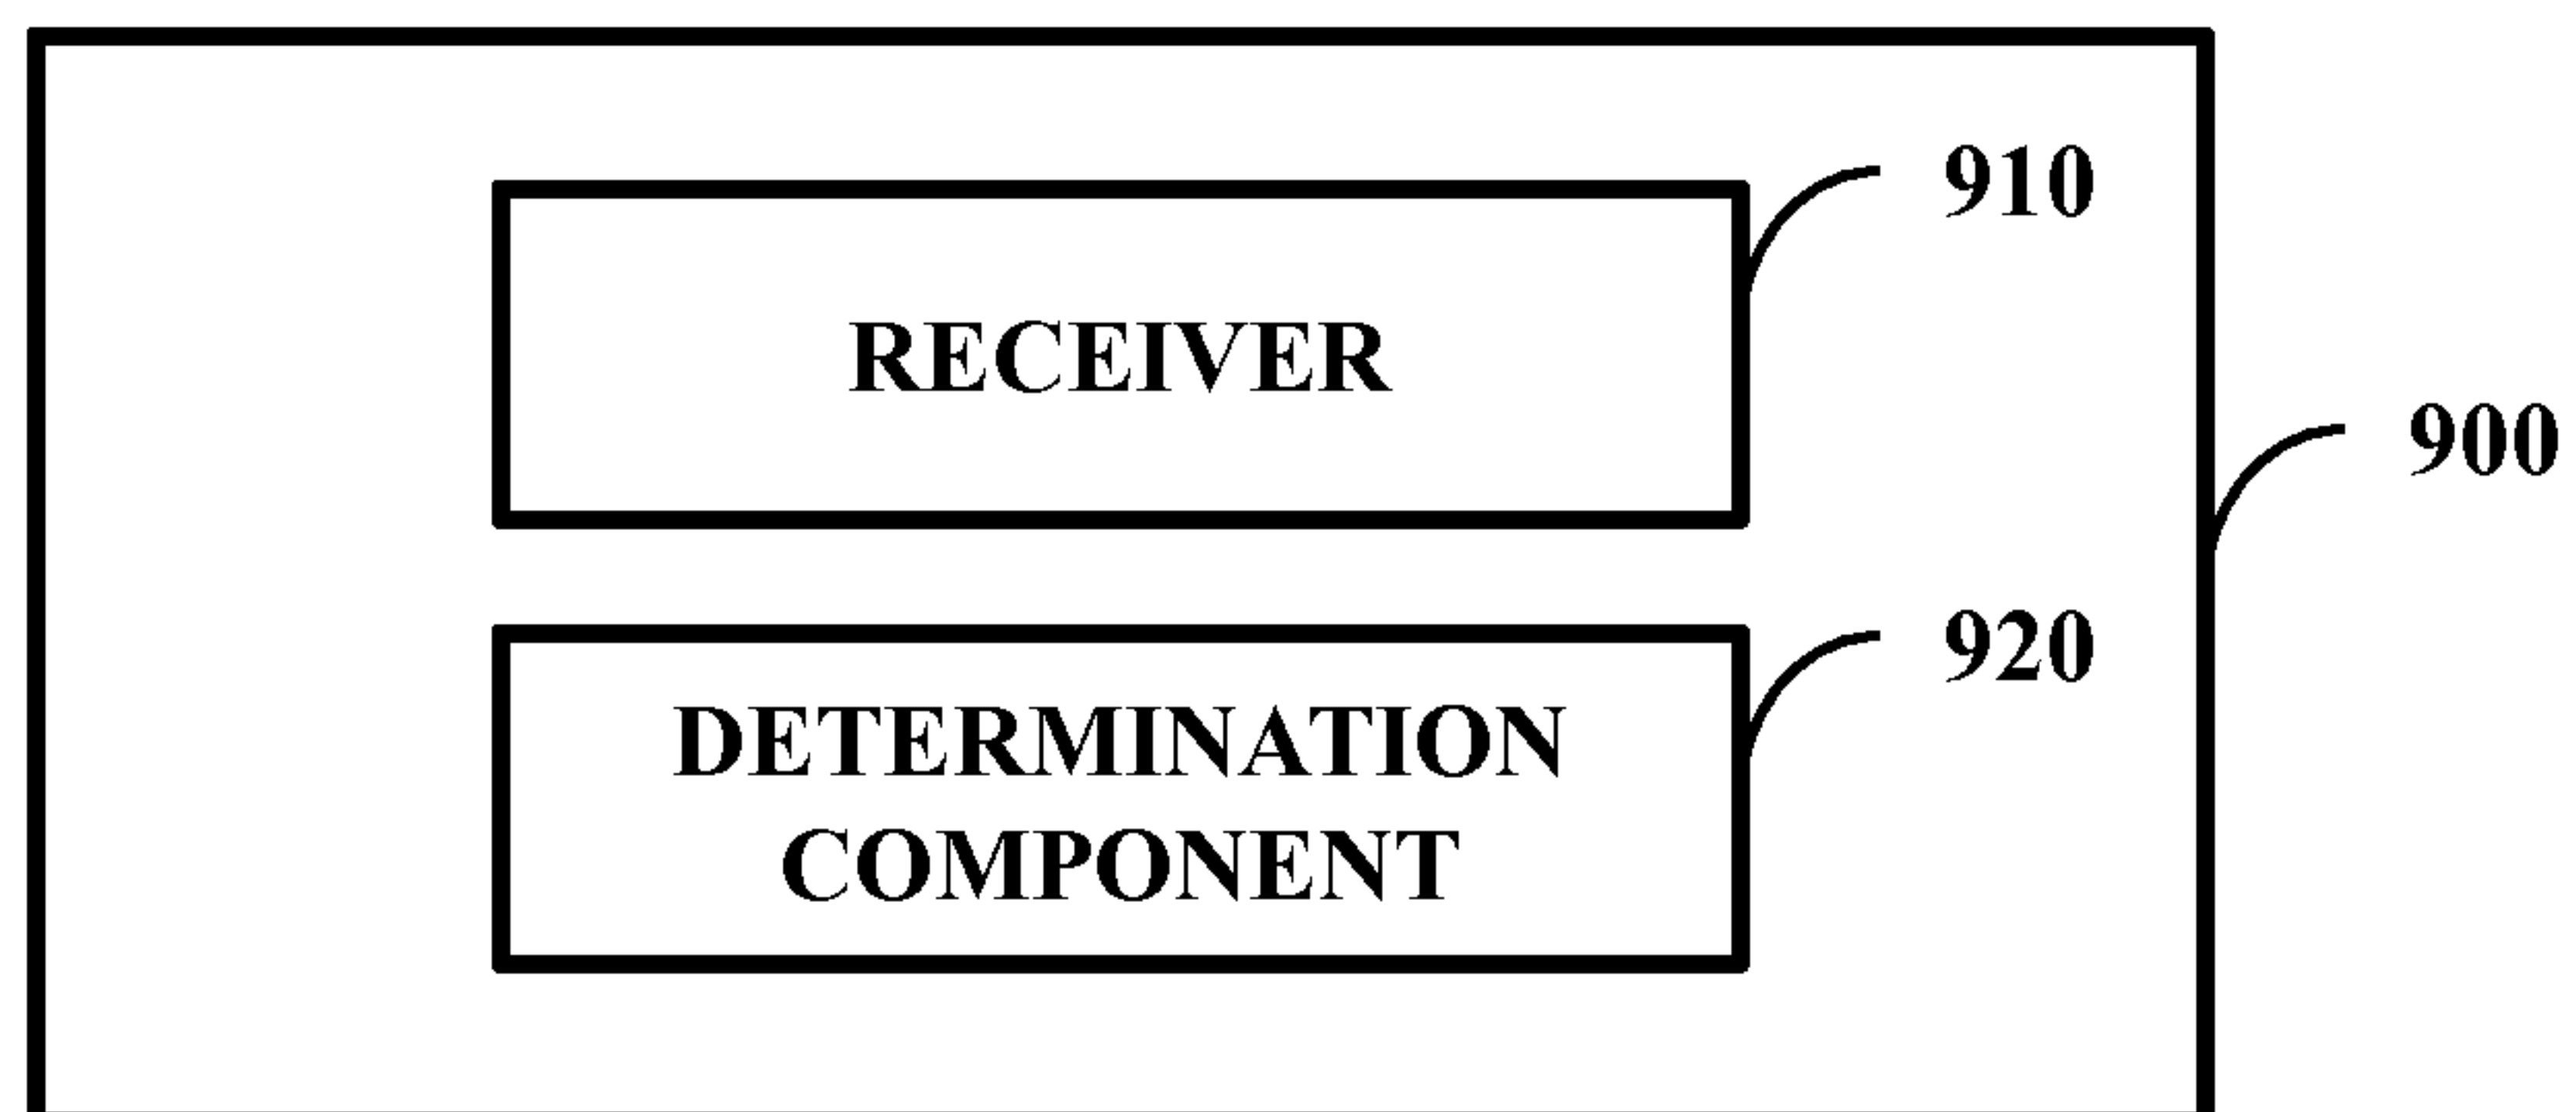 910
RECEIVER
900
920
DETERMINATION
COMPONENT